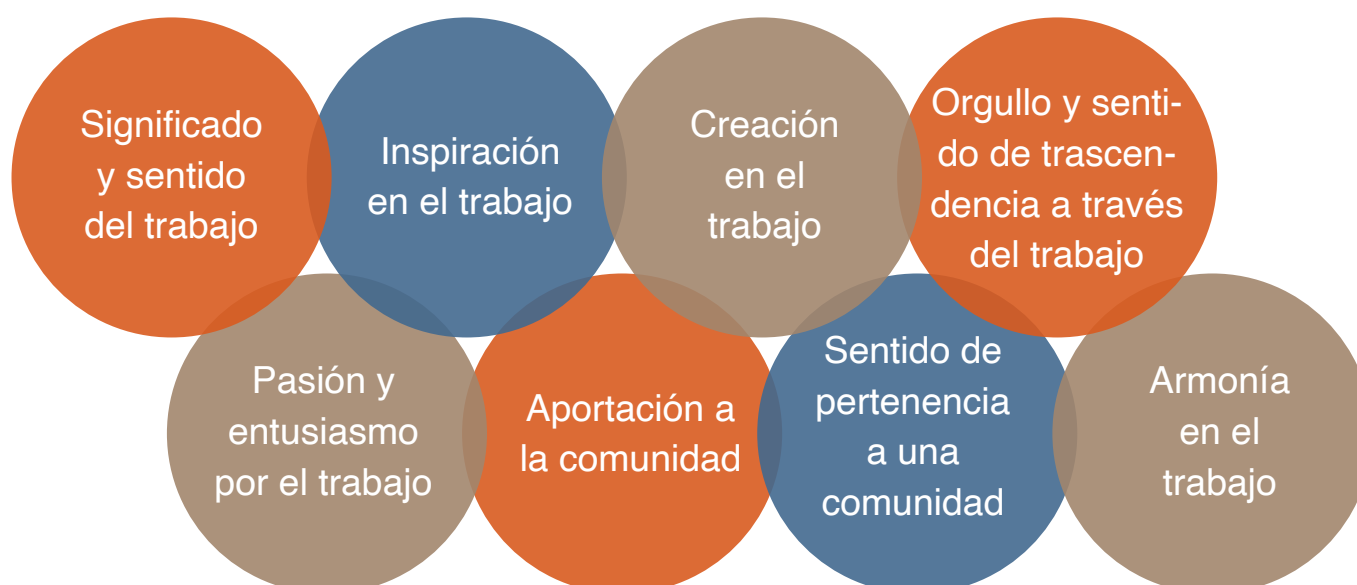 Significado
y sentido
del trabajo
Inspiración
en el trabajo
Creación
en el
trabajo
Orgullo y senti-
do de trascen-
dencia a través
del trabajo
Pasión y
entusiasmo
por el trabajo
Aportación a
la comunidad
Sentido de
pertenencia
a una
comunidad
Armonía
en el
trabajo